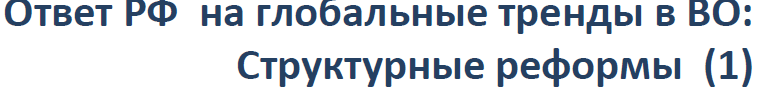 Ответ РФ на глобальные тренды в ВО:
Структурные реформы (1)